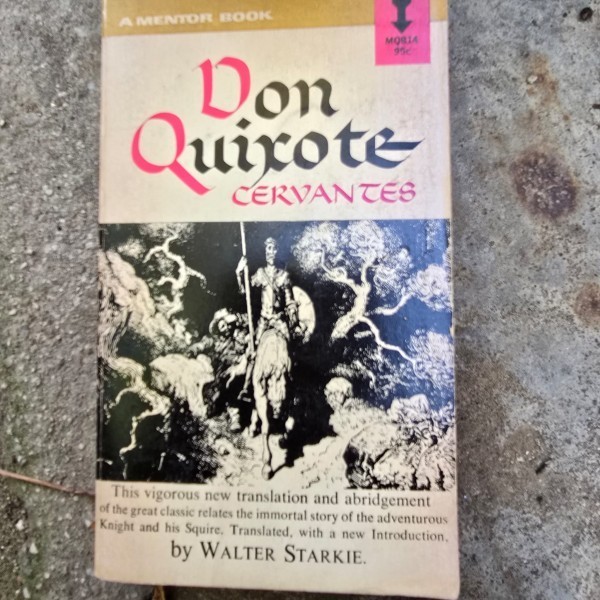 A MENTOR BOOK
MQ814
95c
Don
Quixote
CERVANTES
This vigorous new translation and abridgement
of the great classic relates the immortal story of the adventurous
Knight and his Squire. Translated, with a new Introduction,
by WALTER STARKIE.